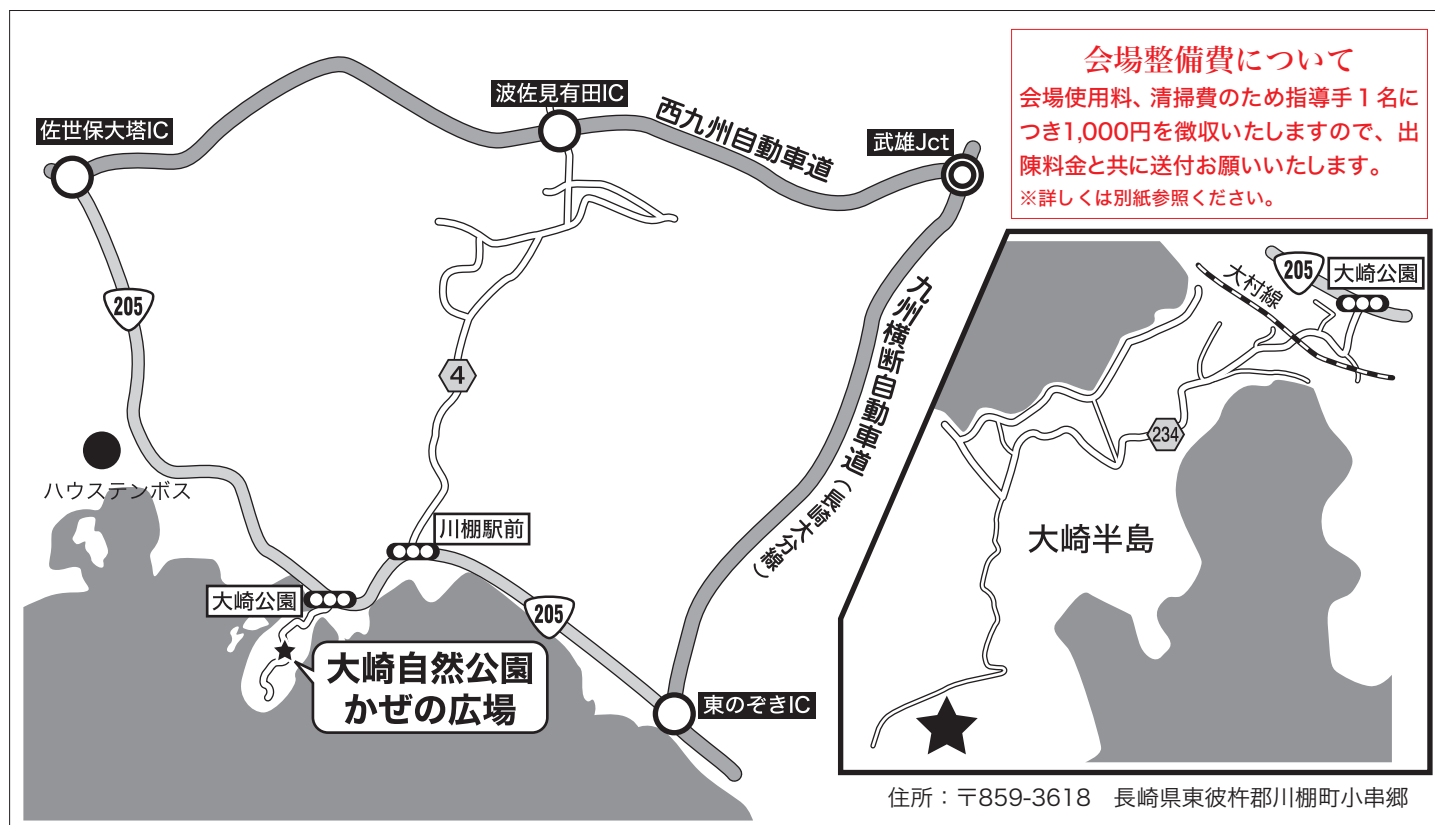 会場整備費について
会場使用料、清掃費のため指導手1名に
つき1,000円を徴収いたしますので、出
陳料金と共に送付お願いいたします。
※詳しくは別紙参照ください。
波佐見有田IC
佐世保大塔IC
西九州自動車道
武雄Jct
205
4
九州横断自動車道(長崎大分線)
ハウステンボス
川棚駅前
大崎公園
205
大崎自然公園
かぜの広場
東のぞきIC
大村線
205
大崎公園
234
大崎半島
住所:〒859-3618 長崎県東彼杵郡川棚町小串郷